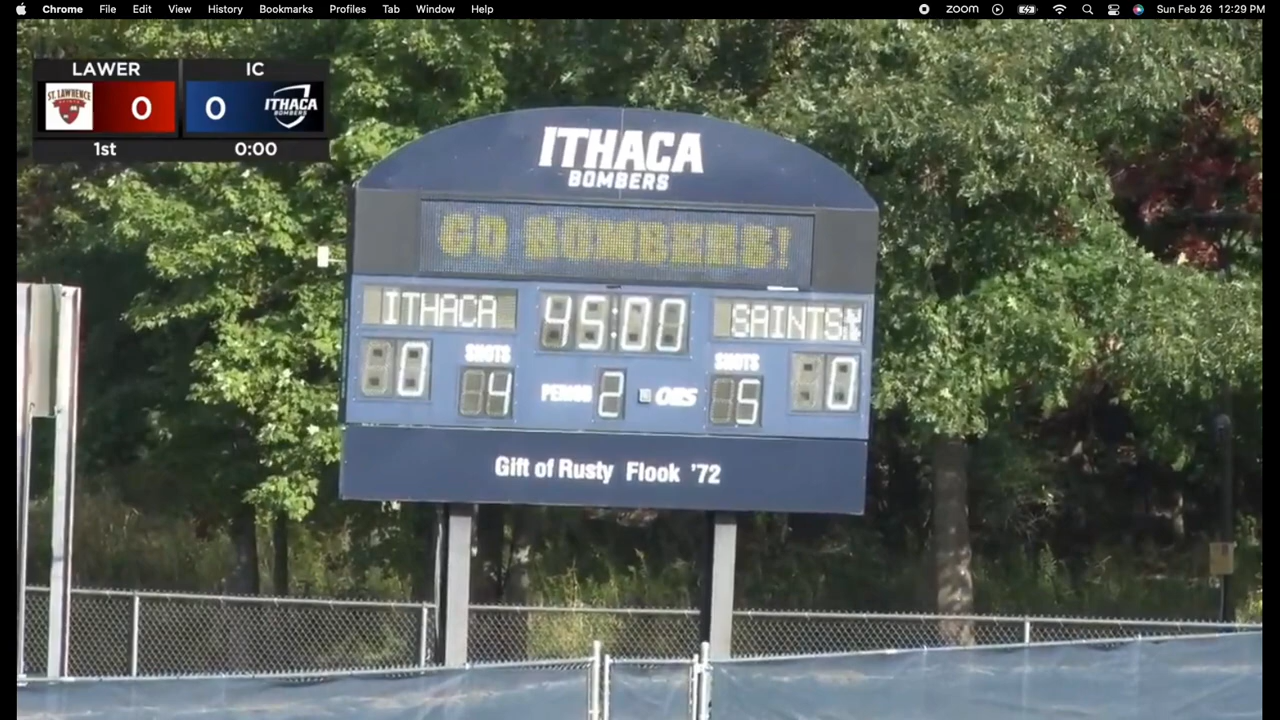 Chrome File Edit View History Bookmarks Profiles Tab Window Help zoom Sun Feb 26 12:29 PM
LAWER IC
ST. LAWRENCE
SAINTS
0 0
ITHACA
BOMBERS
1st 0:00
ITHACA
BOMBERS
GO BOMBERS!
ITHACA 45:00 SAINTS
SHOTS SHOTS
0 4 PERIOD 2 OES 5 0
Gift of Rusty Flook '72